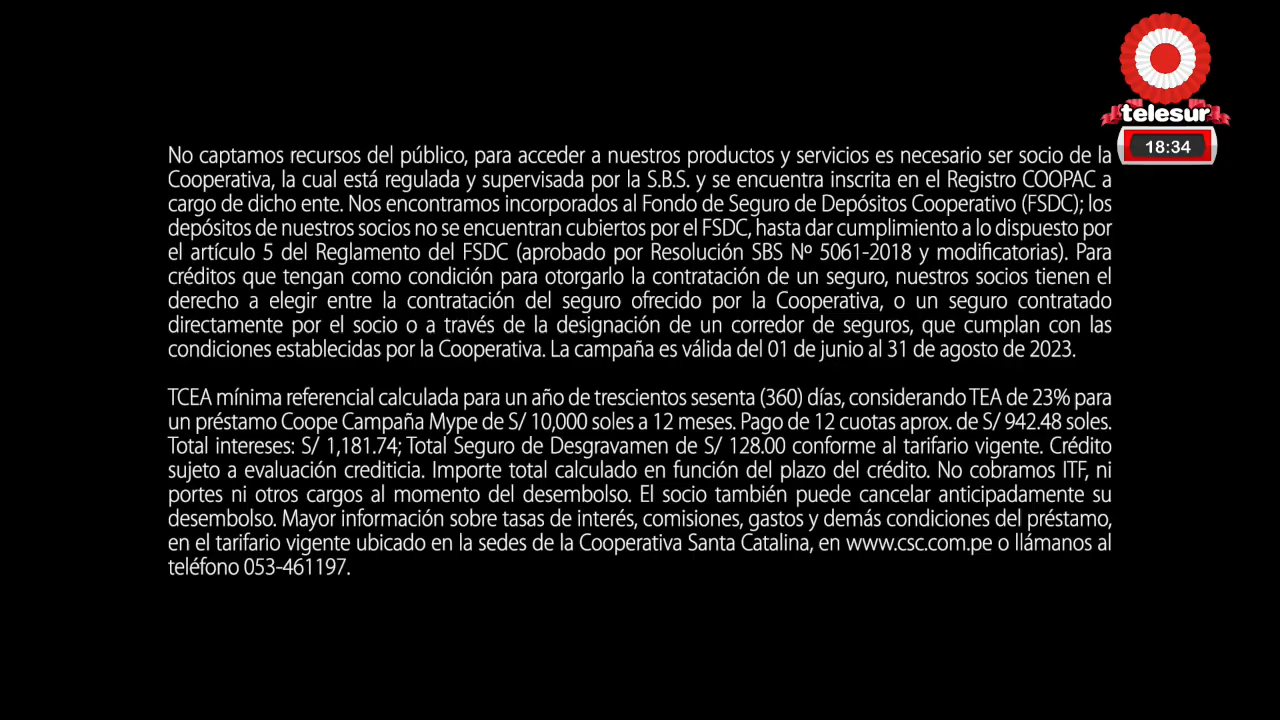 telesur
18:34
No captamos recursos del público, para acceder a nuestros productos y servicios es necesario ser socio de la
Cooperativa, la cual está regulada y supervisada por la S.B.S. y se encuentra inscrita en el Registro COOPAC a
cargo de dicho ente. Nos encontramos incorporados al Fondo de Seguro de Depósitos Cooperativo (FSDC); los
depósitos de nuestros socios no se encuentran cubiertos por el FSDC, hasta dar cumplimiento a lo dispuesto por
el artículo 5 del Reglamento del FSDC (aprobado por Resolución SBS Nº 5061-2018 y modificatorias). Para
créditos que tengan como condición para otorgarlo la contratación de un seguro, nuestros socios tienen el
derecho a elegir entre la contratación del seguro ofrecido por la Cooperativa, o un seguro contratado
directamente por el socio o a través de la designación de un corredor de seguros, que cumplan con las
condiciones establecidas por la Cooperativa. La campaña es válida del 01 de junio al 31 de agosto de 2023.
TCEA mínima referencial calculada para un año de trescientos sesenta (360) días, considerando TEA de 23% para
un préstamo Coope Campaña Mype de S/ 10,000 soles a 12 meses. Pago de 12 cuotas aprox. de S/ 942.48 soles.
Total intereses: S/ 1,181.74; Total Seguro de Desgravamen de S/ 128.00 conforme al tarifario vigente. Crédito
sujeto a evaluación crediticia. Importe total calculado en función del plazo del crédito. No cobramos ITF, ni
portes ni otros cargos al momento del desembolso. El socio también puede cancelar anticipadamente su
desembolso. Mayor información sobre tasas de interés, comisiones, gastos y demás condiciones del préstamo,
en el tarifario vigente ubicado en la sedes de la Cooperativa Santa Catalina, en www.csc.com.pe o llámanos al
teléfono 053-461197.